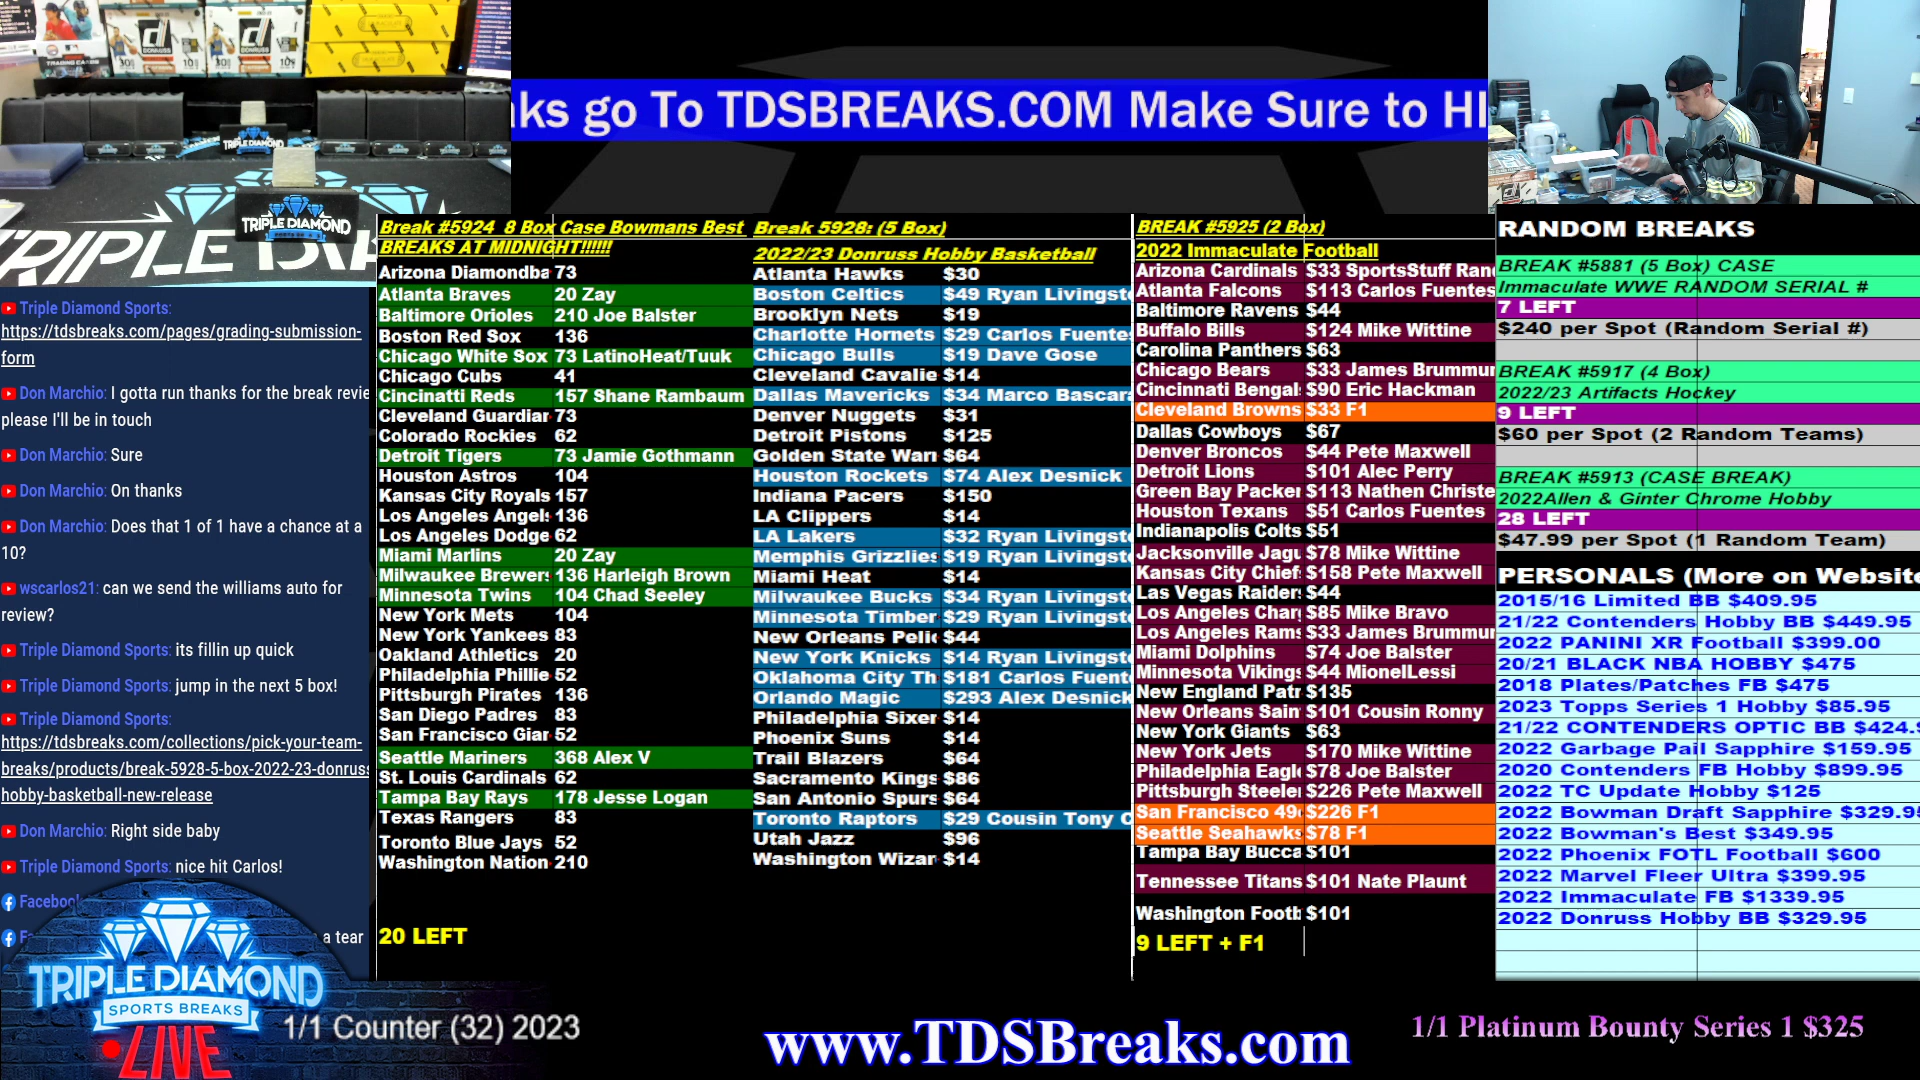 ks go To TDSBREAKS.COM Make Sure to HI
DONRUSS
DONRUSS
TRIPLE DIAMOND
TRIPLE DIAMOND
Triple Diamond Sports:
https://tdsbreaks.com/pages/grading-submission-
form
Don Marchio: I gotta run thanks for the break revie
please I'll be in touch
Don Marchio: Sure
Don Marchio: On thanks
Don Marchio: Does that 1 of 1 have a chance at a
10?
wscarlos21: can we send the williams auto for
review?
Triple Diamond Sports: its fillin up quick
Triple Diamond Sports: jump in the next 5 box!
Triple Diamond Sports:
https://tdsbreaks.com/collections/pick-your-team-
breaks/products/break-5928-5-box-2022-23-donruss
hobby-basketball-new-release
Don Marchio: Right side baby
Triple Diamond Sports: nice hit Carlos!
a tear
Break #5924 8 Box Case Bowmans Best
BREAKS AT MIDNIGHT!!!!!!
Arizona Diamondba 73
Atlanta Braves 20 Zay
Baltimore Orioles 210 Joe Balster
Boston Red Sox 136
Chicago White Sox 73 LatinoHeat/Tuuk
Chicago Cubs 41
Cincinatti Reds 157 Shane Rambaum
Cleveland Guardiar 73
Colorado Rockies 62
Detroit Tigers 73 Jamie Gothmann
Houston Astros 104
Kansas City Royals 157
Los Angeles Angel 136
Los Angeles Dodge 62
Miami Marlins 20 Zay
Milwaukee Brewers 136 Harleigh Brown
Minnesota Twins 104 Chad Seeley
New York Mets 104
New York Yankees 83
Oakland Athletics 20
Philadelphia Phillie 52
Pittsburgh Pirates 136
San Diego Padres 83
San Francisco Giar 52
Seattle Mariners 368 Alex V
St. Louis Cardinals 62
Tampa Bay Rays 178 Jesse Logan
Texas Rangers 83
Toronto Blue Jays 52
Washington Nation 210
20 LEFT
Break 5928: (5 Box)
2022/23 Donruss Hobby Basketball
Atlanta Hawks $30
Boston Celtics $49 Ryan Livingst
Brooklyn Nets $19
Charlotte Hornets $29 Carlos Fuentes
Chicago Bulls $19 Dave Gose
Cleveland Cavalie $14
Dallas Mavericks $34 Marco Bascara
Denver Nuggets $31
Detroit Pistons $125
Golden State Warr $64
Houston Rockets $74 Alex Desnick
Indiana Pacers $150
LA Clippers $14
LA Lakers $32 Ryan Livingst
Memphis Grizzlies $19 Ryan Livingst
Miami Heat $14
Milwaukee Bucks $34 Ryan Livingst
Minnesota Timber $29 Ryan Livingst
New Orleans Pelic $44
New York Knicks $14 Ryan Livingst
Oklahoma City Th $181 Carlos Fuent
Orlando Magic $293 Alex Desnick
Philadelphia Sixer $14
Phoenix Suns $14
Trail Blazers $64
Sacramento Kings $86
San Antonio Spurs $64
Toronto Raptors $29 Cousin Tony C
Utah Jazz $96
Washington Wizar $14
BREAK #5925 (2 Box)
2022 Immaculate Football
Arizona Cardinals $33 SportsStuff Ran
Atlanta Falcons $113 Carlos Fuentes
Baltimore Ravens $44
Buffalo Bills $124 Mike Wittine
Carolina Panthers $63
Chicago Bears $33 James Brummur
Cincinnati Bengal $90 Eric Hackman
Cleveland Browns $33 F1
Dallas Cowboys $67
Denver Broncos $44 Pete Maxwell
Detroit Lions $101 Alec Perry
Green Bay Packer $113 Nathen Christe
Houston Texans $51 Carlos Fuentes
Indianapolis Colts $51
Jacksonville Jagu $78 Mike Wittine
Kansas City Chief $158 Pete Maxwell
Las Vegas Raider $44
Los Angeles Char $85 Mike Bravo
Los Angeles Rams $33 James Brummur
Miami Dolphins $74 Joe Balster
Minnesota Vikings $44 MionelLessi
New England Patr $135
New Orleans Sain $101 Cousin Ronny
New York Giants $63
New York Jets $170 Mike Wittine
Philadelphia Eagl $78 Joe Balster
Pittsburgh Steeler $226 Pete Maxwell
San Francisco 49 $226 F1
Seattle Seahawks $78 F1
Tampa Bay Bucca $101
Tennessee Titans $101 Nate Plaunt
Washington Footb $101
9 LEFT + F1
RANDOM BREAKS
BREAK #5881 (5 Box) CASE
Immaculate WWE RANDOM SERIAL #
7 LEFT
$240 per Spot (Random Serial #)
BREAK #5917 (4 Box)
2022/23 Artifacts Hockey
9 LEFT
$60 per Spot (2 Random Teams)
BREAK #5913 (CASE BREAK)
2022Allen & Ginter Chrome Hobby
28 LEFT
$47.99 per Spot (1 Random Team)
PERSONALS (More on Website
2015/16 Limited BB $409.95
21/22 Contenders Hobby BB $449.95
2022 PANINI XR Football $399.00
20/21 BLACK NBA HOBBY $475
2018 Plates/Patches FB $475
2023 Topps Series 1 Hobby $85.95
21/22 CONTENDERS OPTIC BB $424.
2022 Garbage Pail Sapphire $159.95
2020 Contenders FB Hobby $899.95
2022 TC Update Hobby $125
2022 Bowman Draft Sapphire $329.95
2022 Bowman's Best $349.95
2022 Phoenix FOTL Football $600
2022 Marvel Fleer Ultra $399.95
2022 Immaculate FB $1339.95
2022 Donruss Hobby BB $329.95
TRIPLE DIAMOND
SPORTS BREAKS
LIVE
1/1 Counter (32) 2023
www.TDSBreaks.com
1/1 Platinum Bounty Series 1 $325